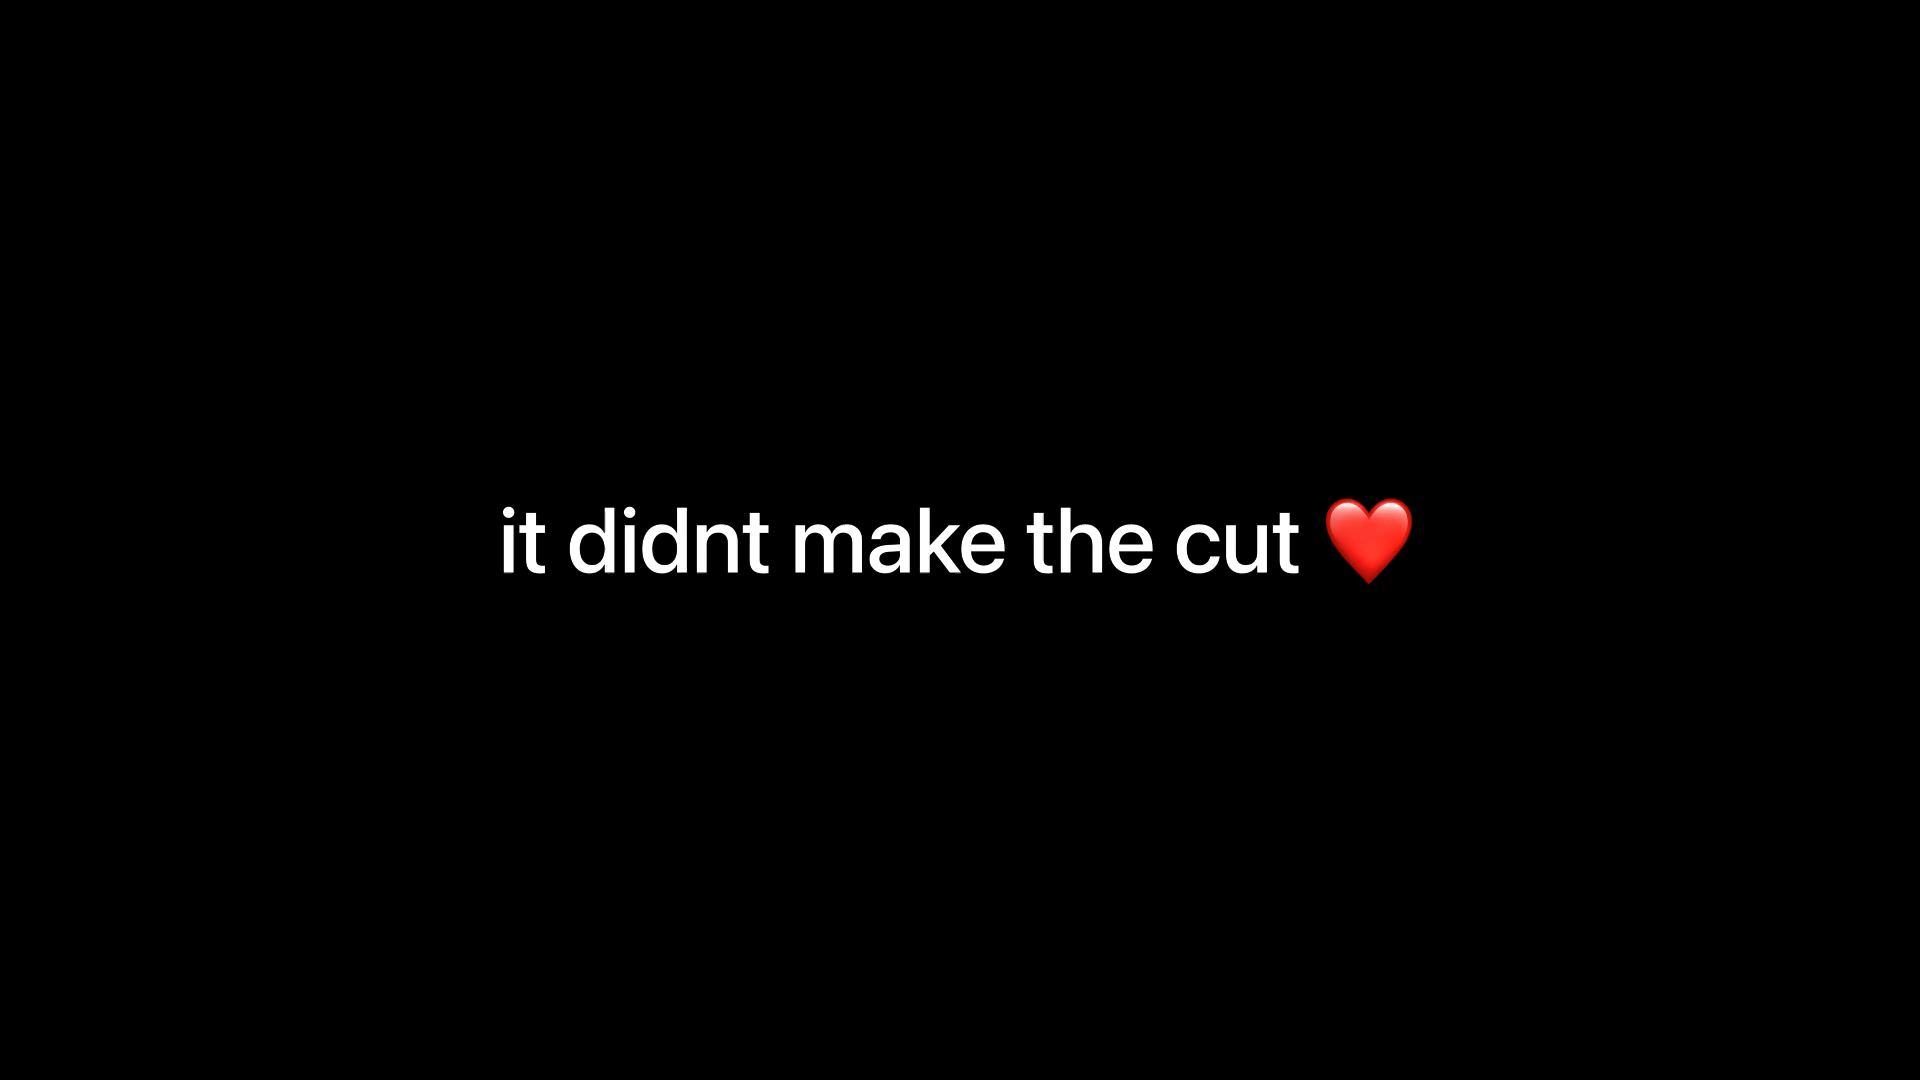 it didnt make the cut ❤️